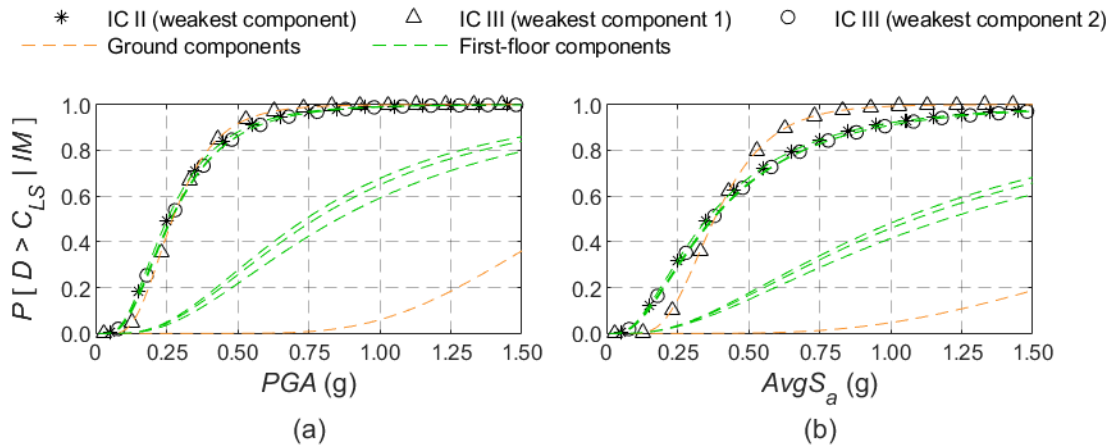 IC II (weakest component) IC III (weakest component 1) IC III (weakest component 2)
Ground components First-floor components
P [ D > C_LS | IM ]
1.0 0.8 0.6 0.4 0.2 0.0
0 0.25 0.50 0.75 1.00 1.25 1.50
PGA (g)
(a)
1.0 0.8 0.6 0.4 0.2 0.0
0 0.25 0.50 0.75 1.00 1.25 1.50
AvgS_a (g)
(b)